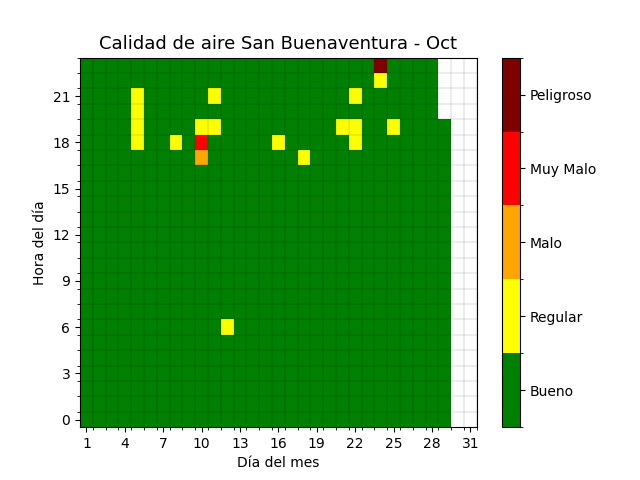 Calidad de aire San Buenaventura - Oct
21
18
15
12
9
6
3
0
Hora del día
1 4 7 10 13 16 19 22 25 28 31
Día del mes
Peligroso
Muy Malo
Malo
Regular
Bueno